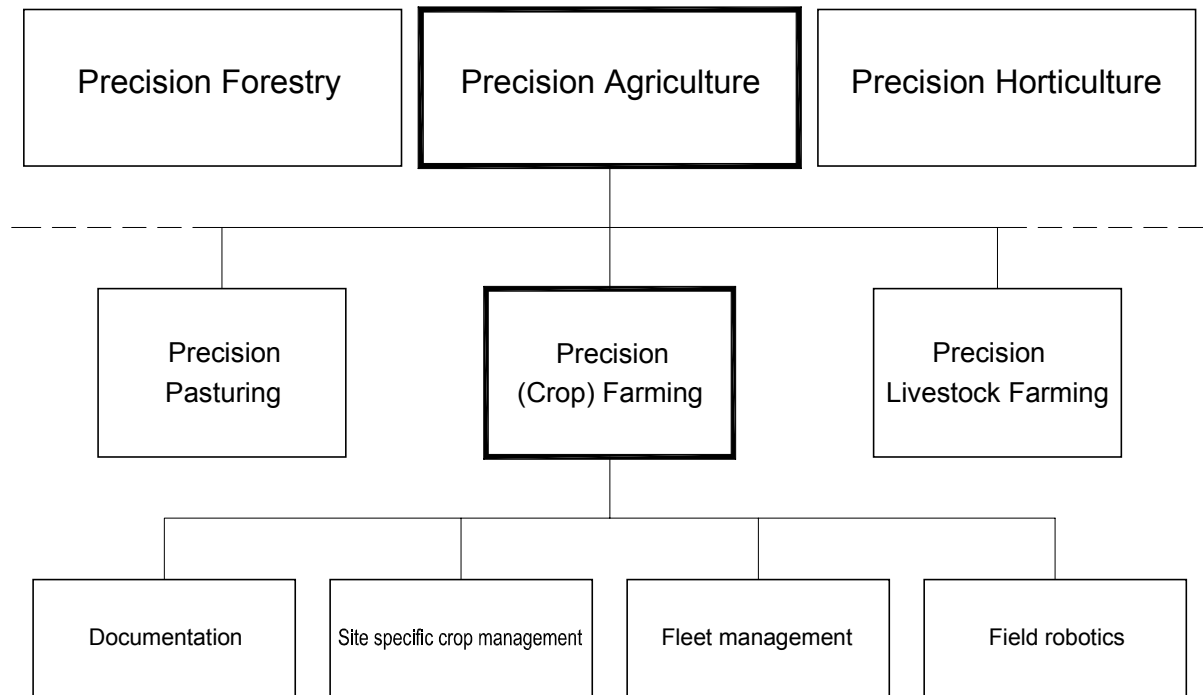 Precision Forestry
Precision Agriculture
Precision Horticulture
Precision
Pasturing
Precision
(Crop) Farming
Precision
Livestock Farming
Documentation
Site specific crop management
Fleet management
Field robotics